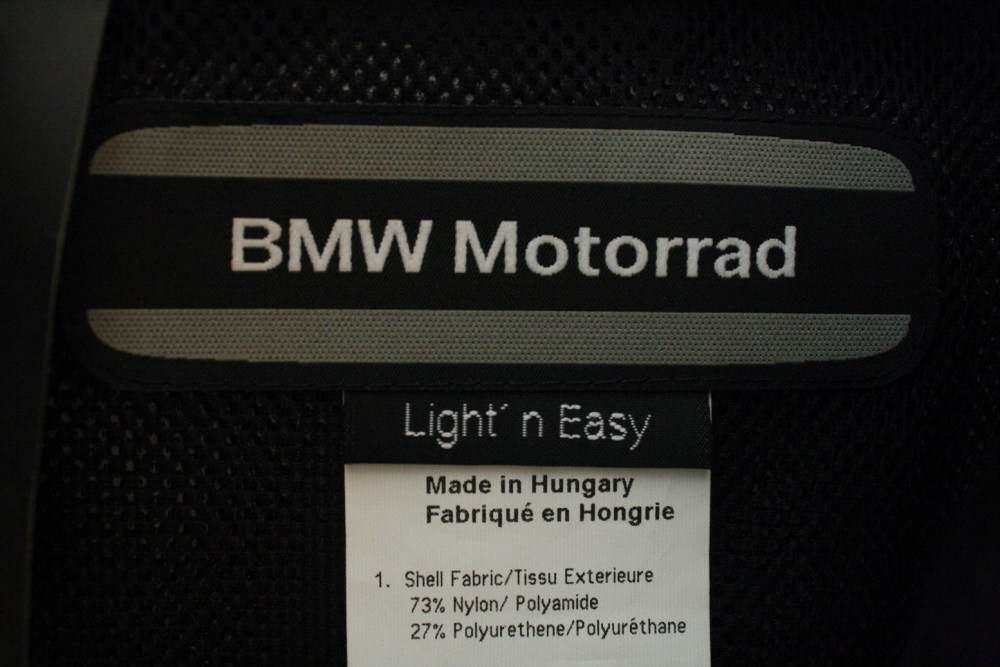 BMW Motorrad
Light´n Easy
Made in Hungary
Fabriqué en Hongrie
1. Shell Fabric/Tissu Exterieure
73% Nylon/ Polyamide
27% Polyurethene/Polyuréthane